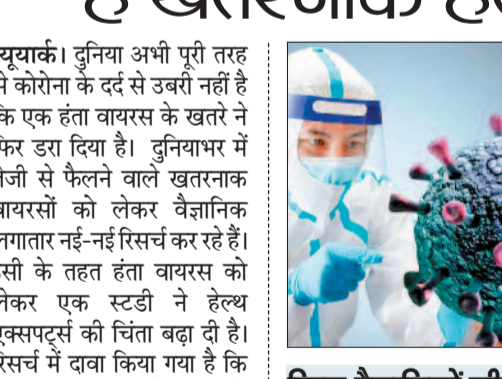 है खतरनाक
न्यूयार्क। दुनिया अभी पूरी तरह
से कोरोना के दर्द से उबरी नहीं है
कि एक हंता वायरस के खतरे ने
फिर डरा दिया है। दुनियाभर में
तेजी से फैलने वाले खतरनाक
वायरसों को लेकर वैज्ञानिक
लगातार नई-नई रिसर्च कर रहे हैं।
इसी के तहत हंता वायरस को
लेकर एक स्टडी ने हेल्थ
एक्सपर्ट्स की चिंता बढ़ा दी है।
रिसर्च में दावा किया गया है कि